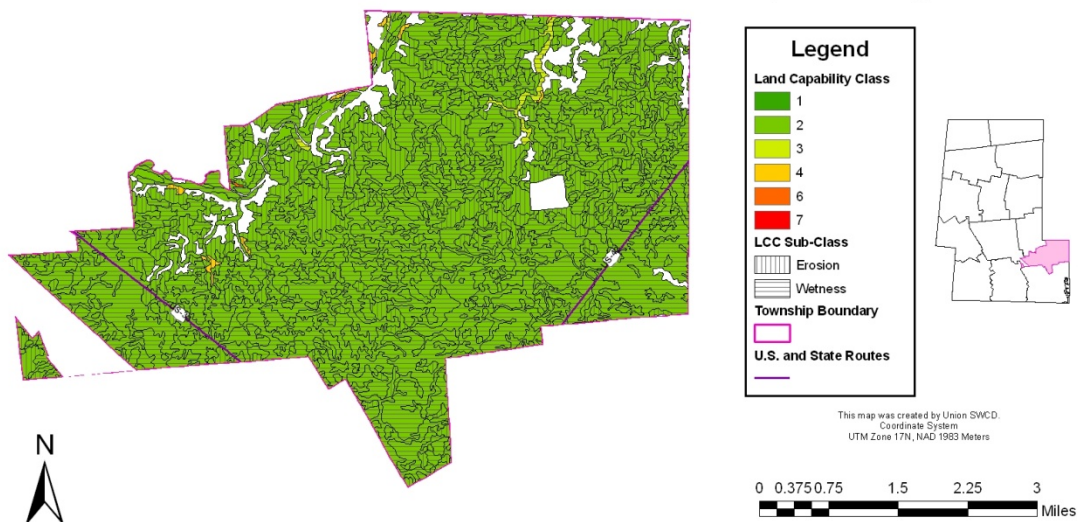 Legend
Land Capability Class
1
2
3
4
6
7
LCC Sub-Class
Erosion
Wetness
Township Boundary
U.S. and State Routes
This map was created by Union SWCD.
Coordinate System
UTM Zone 17N, NAD 1983 Meters
N
0 0.375 0.75 1.5 2.25 3
Miles